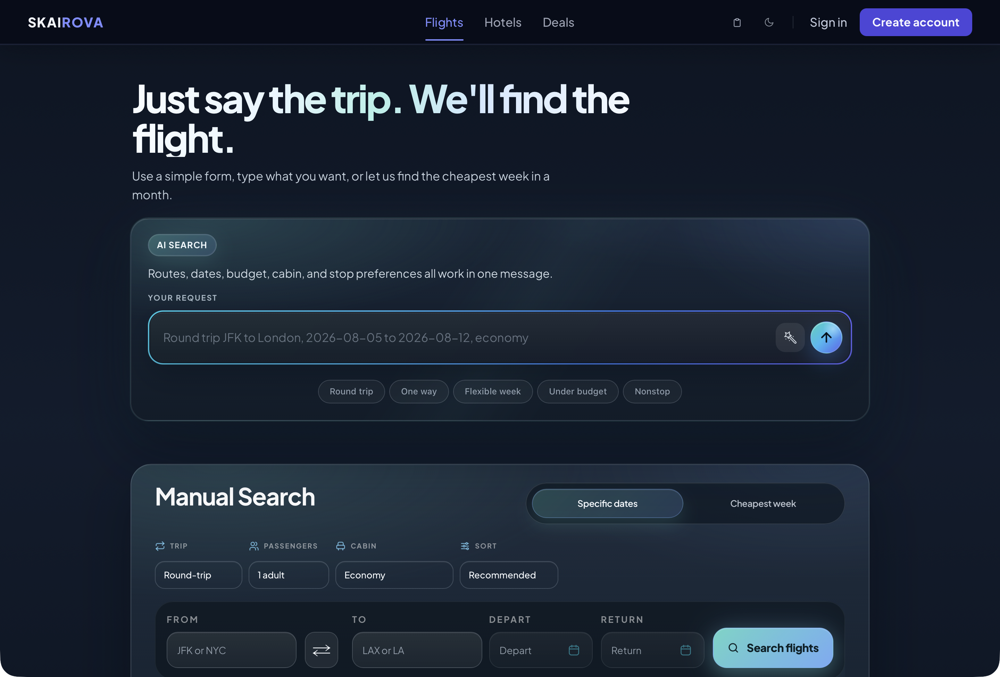 SKAIROVA
Flights Hotels Deals Sign in Create account
Just say the trip. We'll find the
flight.
Use a simple form, type what you want, or let us find the cheapest week in a
month.
AI SEARCH
Routes, dates, budget, cabin, and stop preferences all work in one message.
YOUR REQUEST
Round trip JFK to London, 2026-08-05 to 2026-08-12, economy
Round trip One way Flexible week Under budget Nonstop
Manual Search
Specific dates Cheapest week
TRIP PASSENGERS CABIN SORT
Round-trip 1 adult Economy Recommended
FROM TO DEPART RETURN
JFK or NYC LAX or LA Depart Return Search flights